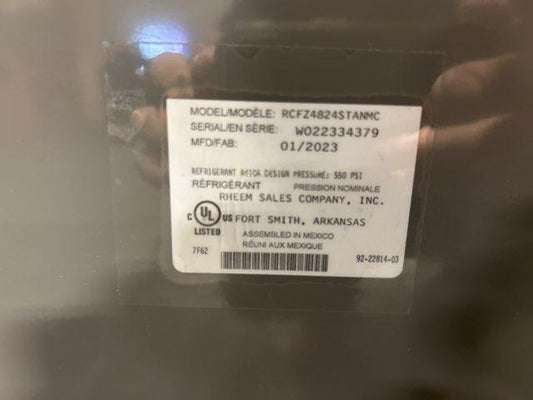 MODEL/MODÈLE: RCFZ4824STANMC
SERIAL/EN SÉRIE: W022334379
MFD/FAB: 01/2023
REFRIGERANT R410A DESIGN PRESSURE: 550 PSI
RÉFRIGÉRANT PRESSION NOMINALE
RHEEM SALES COMPANY, INC.
C UL US FORT SMITH, ARKANSAS
LISTED ASSEMBLED IN MEXICO
RÉUNI AUX MEXIQUE
7F62 92-22814-03